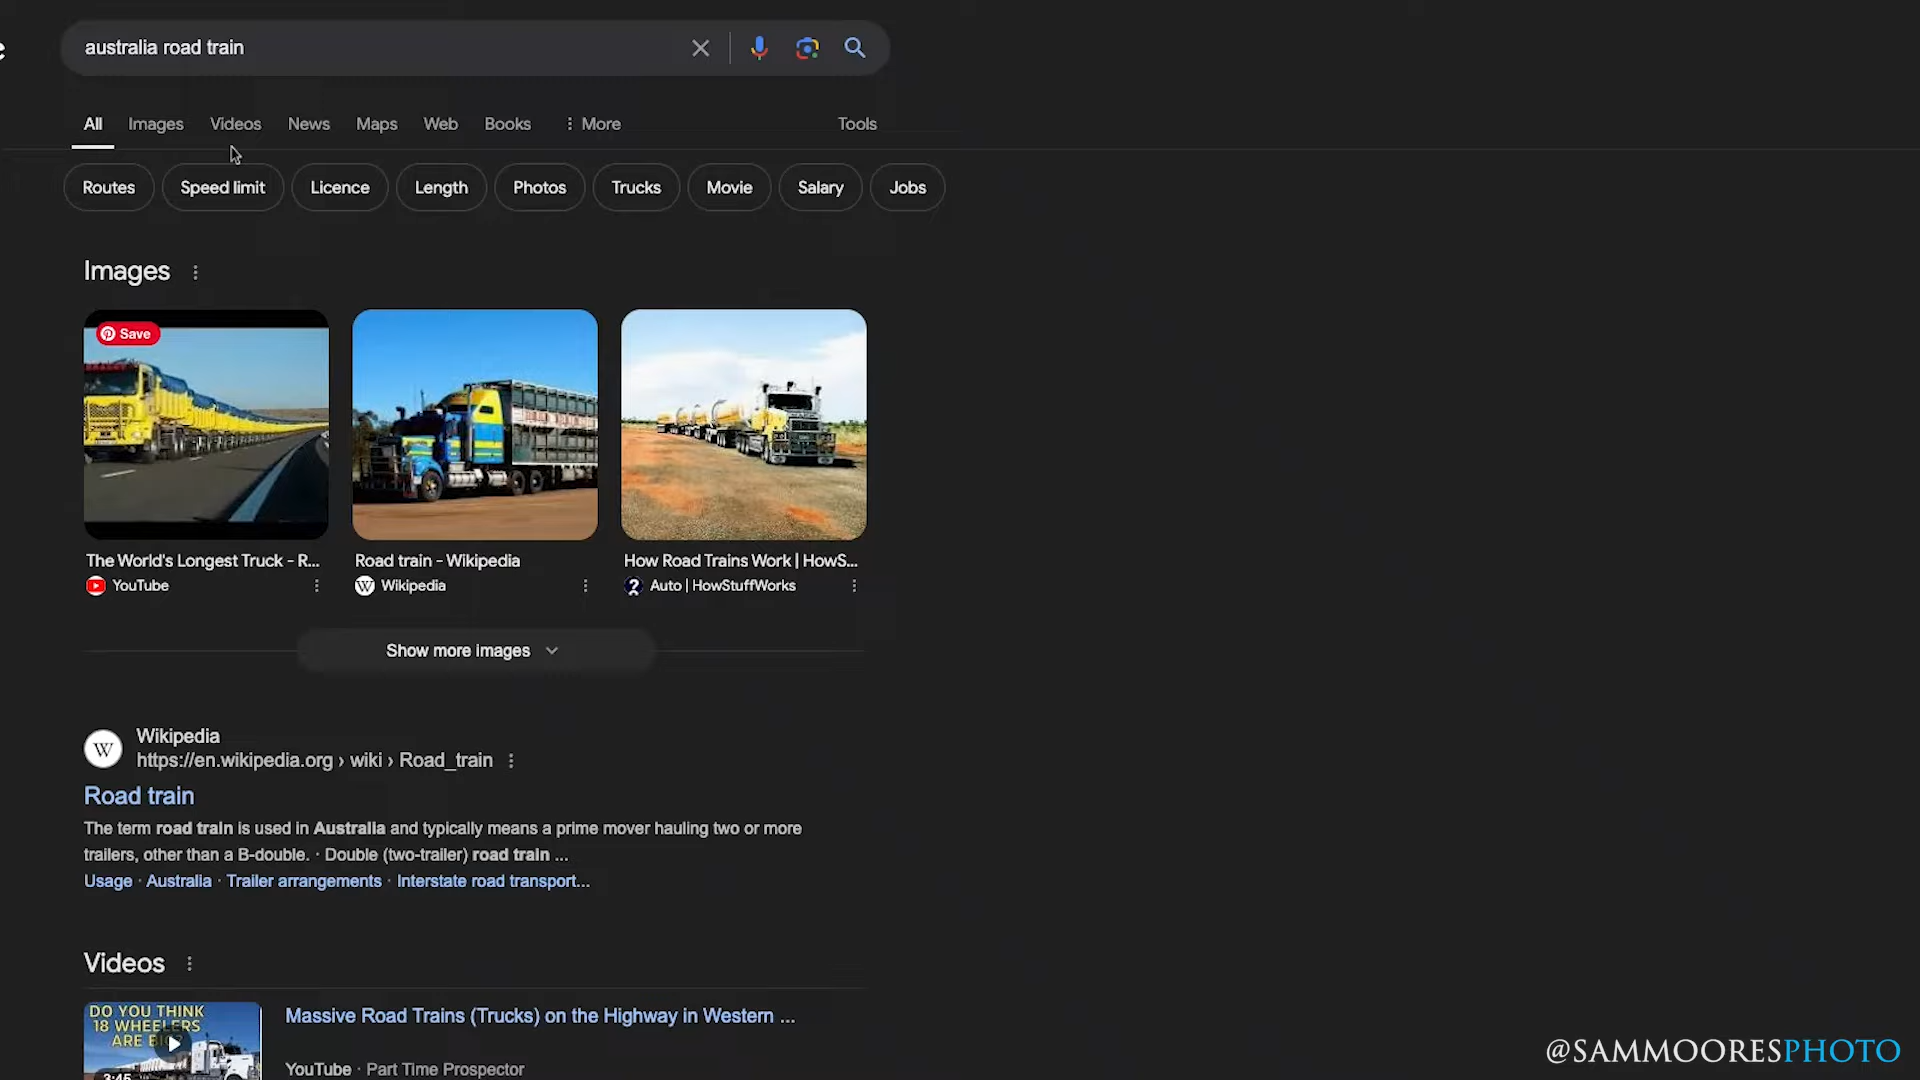 australia road train
All Images Videos News Maps Web Books More Tools
Routes Speed limit Licence Length Photos Trucks Movie Salary Jobs
Images
Save
The World's Longest Truck - R...
YouTube
Road train - Wikipedia
Wikipedia
How Road Trains Work | HowS...
Auto | HowStuffWorks
Show more images
W
Wikipedia
https://en.wikipedia.org › wiki › Road_train
Road train
The term road train is used in Australia and typically means a prime mover hauling two or more
trailers, other than a B-double. · Double (two-trailer) road train ...
Usage · Australia · Trailer arrangements · Interstate road transport...
Videos
DO YOU THINK
18 WHEELERS
ARE BIG?
3:45
Massive Road Trains (Trucks) on the Highway in Western ...
YouTube · Part Time Prospector
@SAMMOORESPHOTO